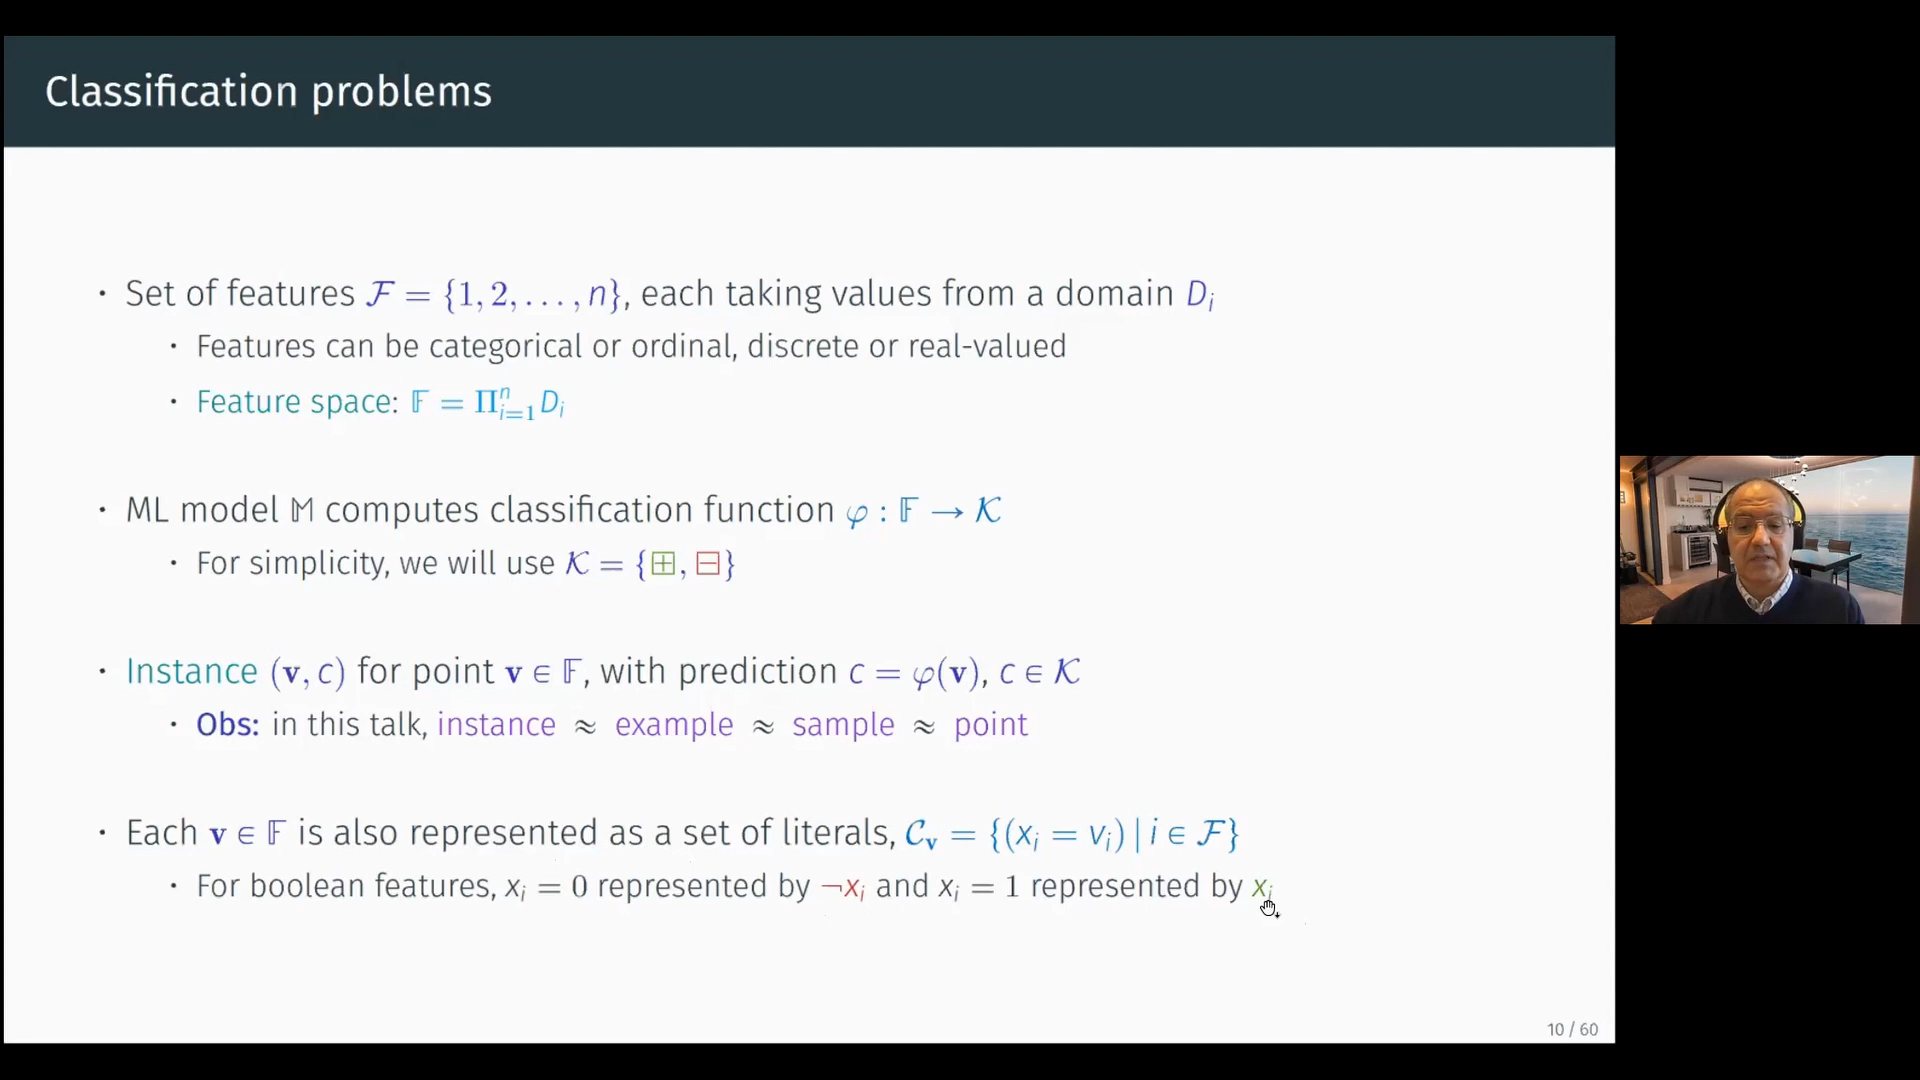 Classification problems
· Set of features ℱ = {1, 2, . . . , n}, each taking values from a domain Dᵢ
· Features can be categorical or ordinal, discrete or real-valued
· Feature space: 𝔽 = Πⁿᵢ₌₁ Dᵢ
· ML model 𝕄 computes classification function φ : 𝔽 → 𝒦
· For simplicity, we will use 𝒦 = {⊞, ⊟}
· Instance (𝐯, c) for point 𝐯 ∈ 𝔽, with prediction c = φ(𝐯), c ∈ 𝒦
· Obs: in this talk, instance ≈ example ≈ sample ≈ point
· Each 𝐯 ∈ 𝔽 is also represented as a set of literals, 𝒞ᵥ = {(xᵢ = vᵢ) | i ∈ ℱ}
· For boolean features, xᵢ = 0 represented by ¬xᵢ and xᵢ = 1 represented by xᵢ
10 / 60